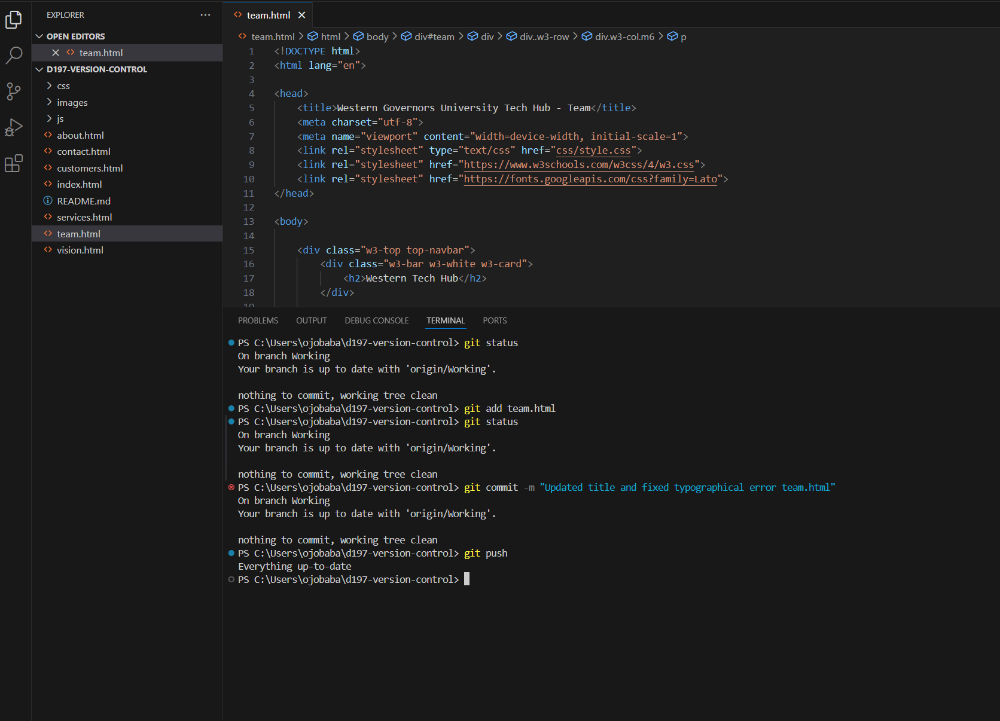 EXPLORER
OPEN EDITORS
team.html
D197-VERSION-CONTROL
css
images
js
about.html
contact.html
customers.html
index.html
README.md
services.html
team.html
vision.html
team.html
team.html > html > body > div#team > div > div..w3-row > div.w3-col.m6 > p
1 <!DOCTYPE html>
2 <html lang="en">
3
4 <head>
5 <title>Western Governors University Tech Hub - Team</title>
6 <meta charset="utf-8">
7 <meta name="viewport" content="width=device-width, initial-scale=1">
8 <link rel="stylesheet" type="text/css" href="css/style.css">
9 <link rel="stylesheet" href="https://www.w3schools.com/w3css/4/w3.css">
10 <link rel="stylesheet" href="https://fonts.googleapis.com/css?family=Lato">
11 </head>
12
13 <body>
14
15 <div class="w3-top top-navbar">
16 <div class="w3-bar w3-white w3-card">
17 <h2>Western Tech Hub</h2>
18 </div>
19
PROBLEMS OUTPUT DEBUG CONSOLE TERMINAL PORTS
PS C:\Users\ojobaba\d197-version-control> git status
On branch Working
Your branch is up to date with 'origin/Working'.
nothing to commit, working tree clean
PS C:\Users\ojobaba\d197-version-control> git add team.html
PS C:\Users\ojobaba\d197-version-control> git status
On branch Working
Your branch is up to date with 'origin/Working'.
nothing to commit, working tree clean
PS C:\Users\ojobaba\d197-version-control> git commit -m "Updated title and fixed typographical error team.html"
On branch Working
Your branch is up to date with 'origin/Working'.
nothing to commit, working tree clean
PS C:\Users\ojobaba\d197-version-control> git push
Everything up-to-date
PS C:\Users\ojobaba\d197-version-control>